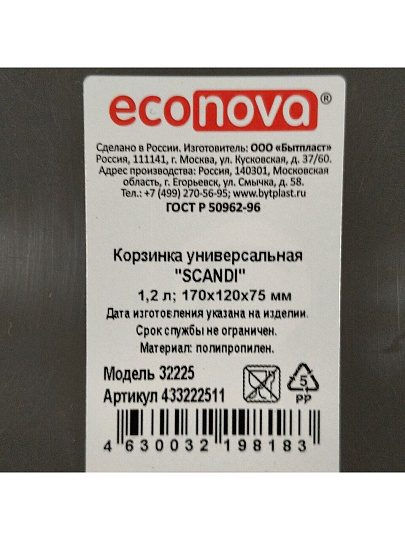 econova®
Сделано в России. Изготовитель: ООО «Бытпласт»
Россия, 111141, г. Москва, ул. Кусковская, д. 37/60.
Адрес производства: Россия, 140301, Московская
область, г. Егорьевск, ул. Смычка, д. 58.
Тел.: +7 (499) 270-56-95; www.bytplast.ru
ГОСТ Р 50962-96
Корзинка универсальная
"SCANDI"
1,2 л; 170х120х75 мм
Дата изготовления указана на изделии.
Срок службы не ограничен.
Материал: полипропилен.
Модель 32225
Артикул 433222511
5
PP
4 630032 198183